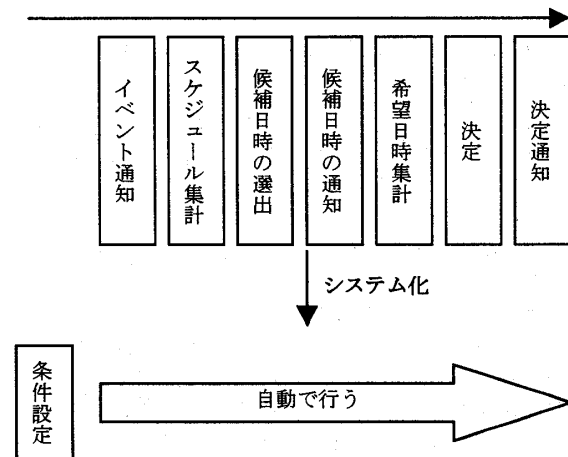 イベント通知
スケジュール集計
候補日時の選出
候補日時の通知
希望日時集計
決定
決定通知
システム化
条件設定
自動で行う